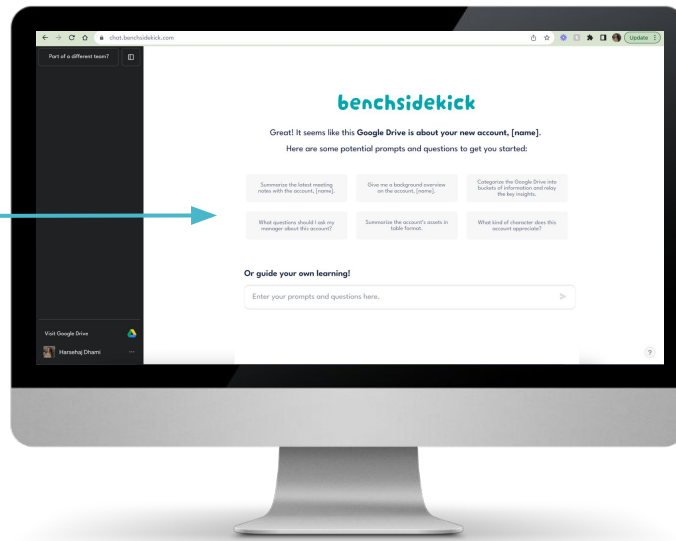 chat.benchsidekick.com
Update
Part of a different team?
benchsidekick
Great! It seems like this Google Drive is about your new account, [name].
Here are some potential prompts and questions to get you started:
Summarize the latest meeting
notes with the account, [name].
Give me a background overview
on the account, [name].
Categorize the Google Drive into
buckets of information and relay
the key insights.
What questions should I ask my
manager about this account?
Summarize the account's assets in
table format.
What kind of character does this
account appreciate?
Or guide your own learning!
Enter your prompts and questions here.
Visit Google Drive
Harsehaj Dhami
?